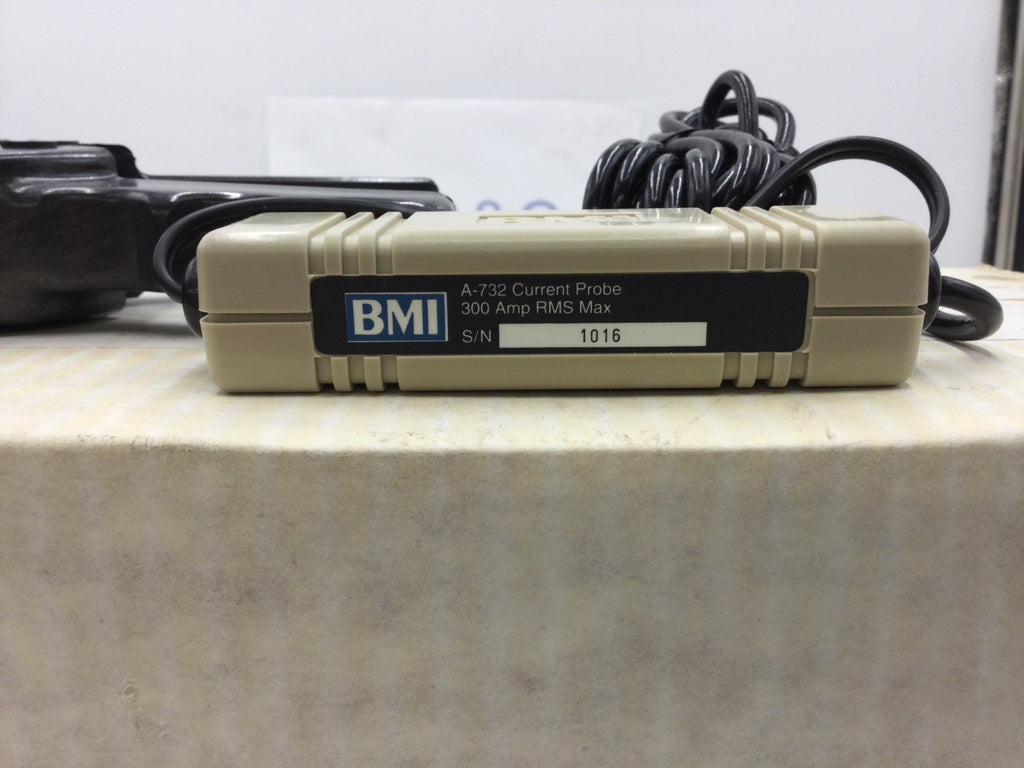 BMI
A-732 Current Probe
300 Amp RMS Max
S/N 1016